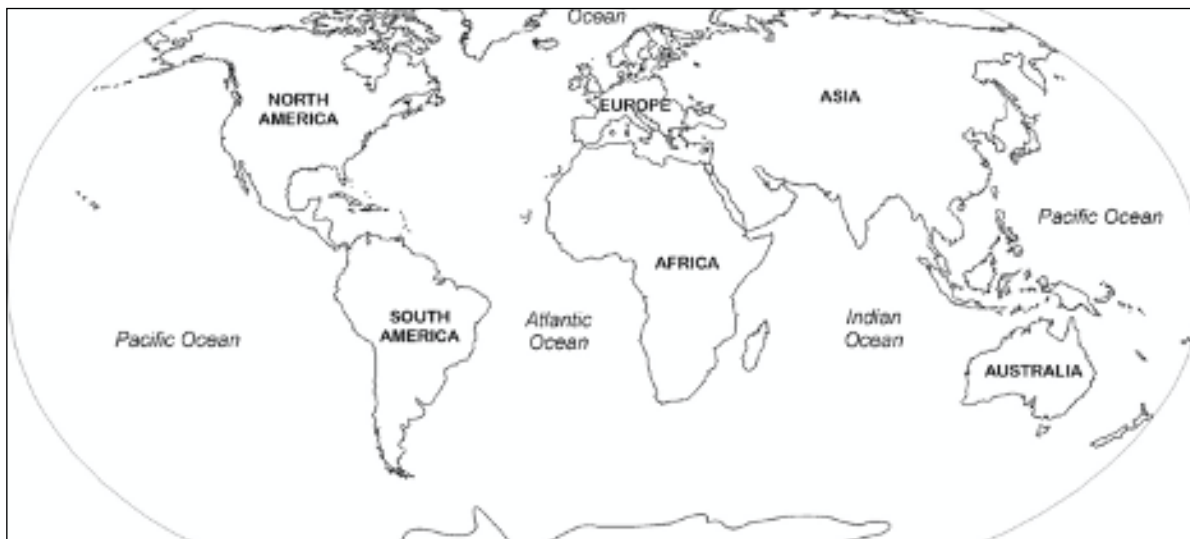 Ocean
NORTH
AMERICA
EUROPE
ASIA
Pacific Ocean
AFRICA
SOUTH
AMERICA
Atlantic
Ocean
Indian
Ocean
Pacific Ocean
AUSTRALIA